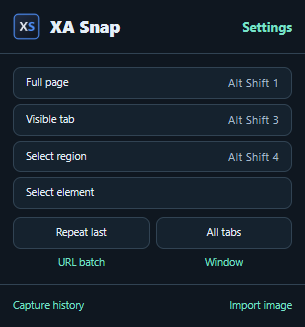 XS XA Snap Settings
Full page Alt Shift 1
Visible tab Alt Shift 3
Select region Alt Shift 4
Select element
Repeat last All tabs
URL batch Window
Capture history Import image